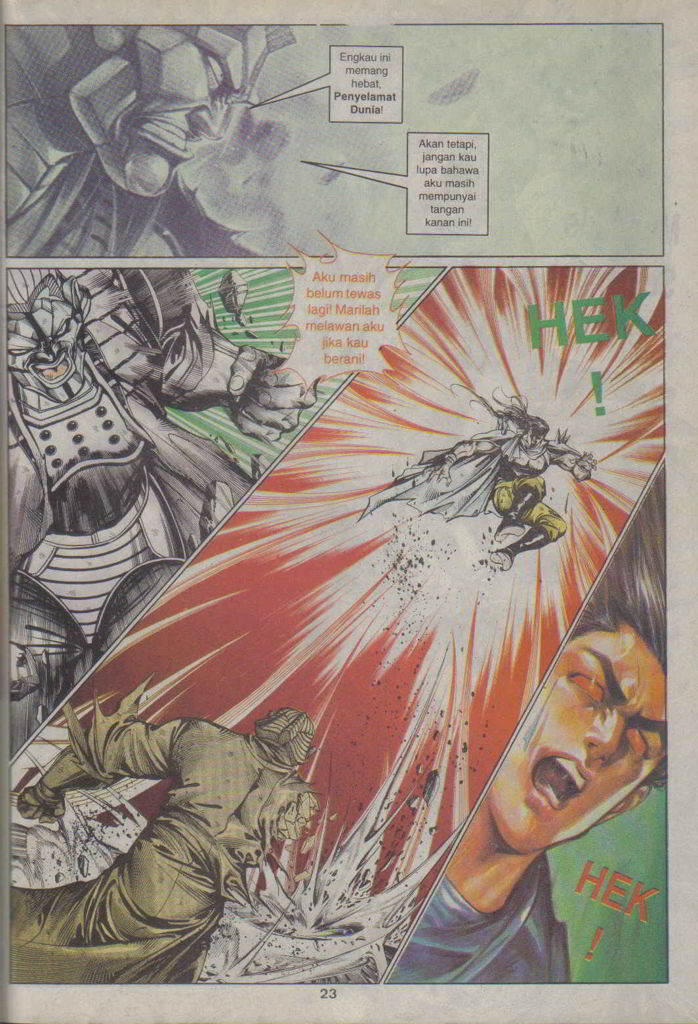 Engkau ini
memang
hebat,
Penyelamat
Dunia!
Akan tetapi,
jangan kau
lupa bahawa
aku masih
mempunyai
tangan
kanan ini!
Aku masih
belum tewas
lagi! Marilah
melawan aku
jika kau
berani!
HEK
!
HEK
!
23